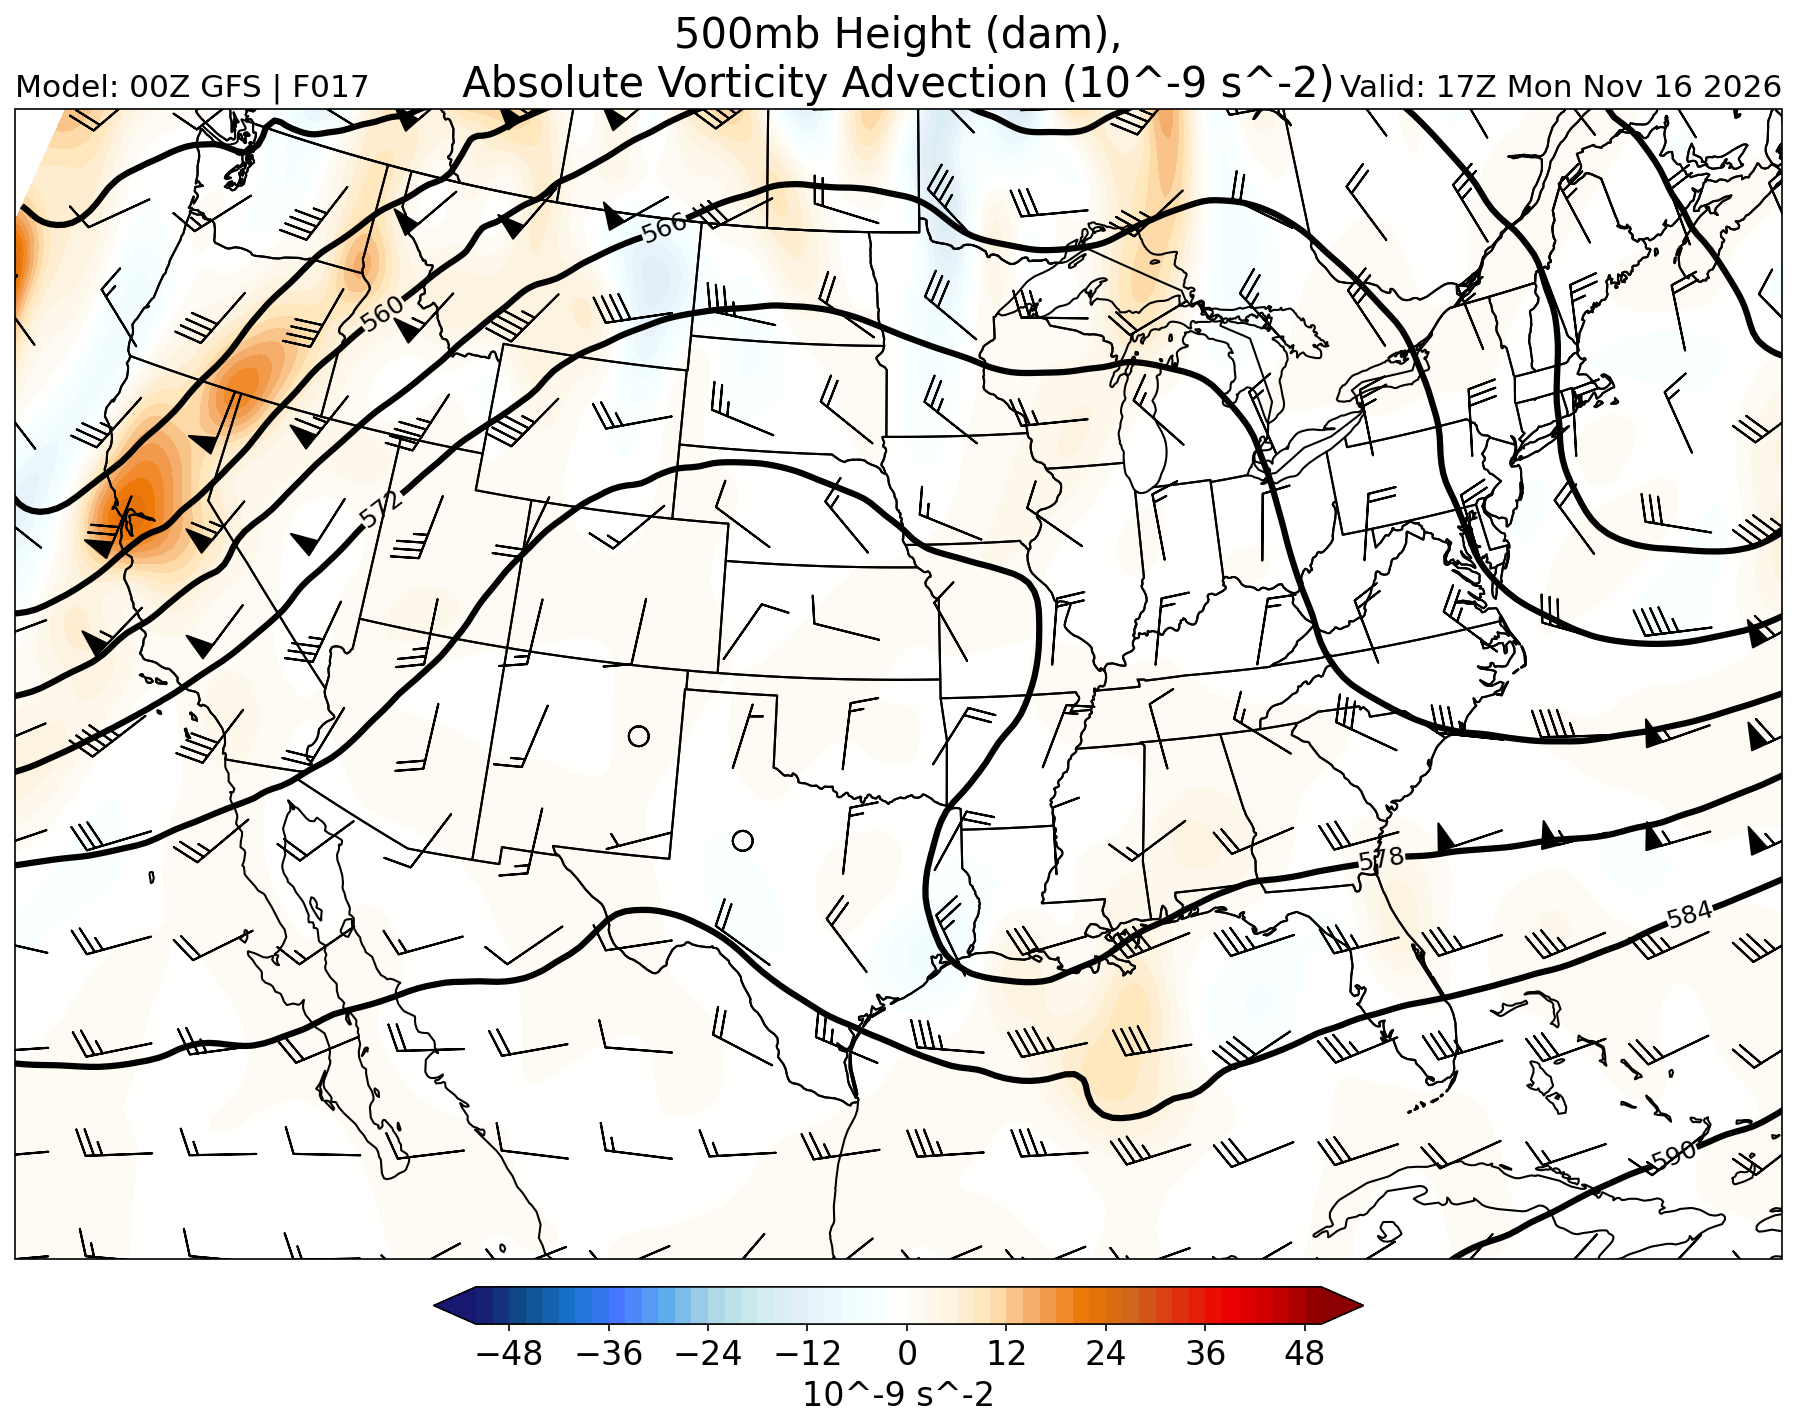 500mb Height (dam),
Absolute Vorticity Advection (10^-9 s^-2)
Model: 00Z GFS | F017
Valid: 17Z Mon Nov 16 2026
566
560
572
578
584
590
−48 −36 −24 −12 0 12 24 36 48
10^-9 s^-2